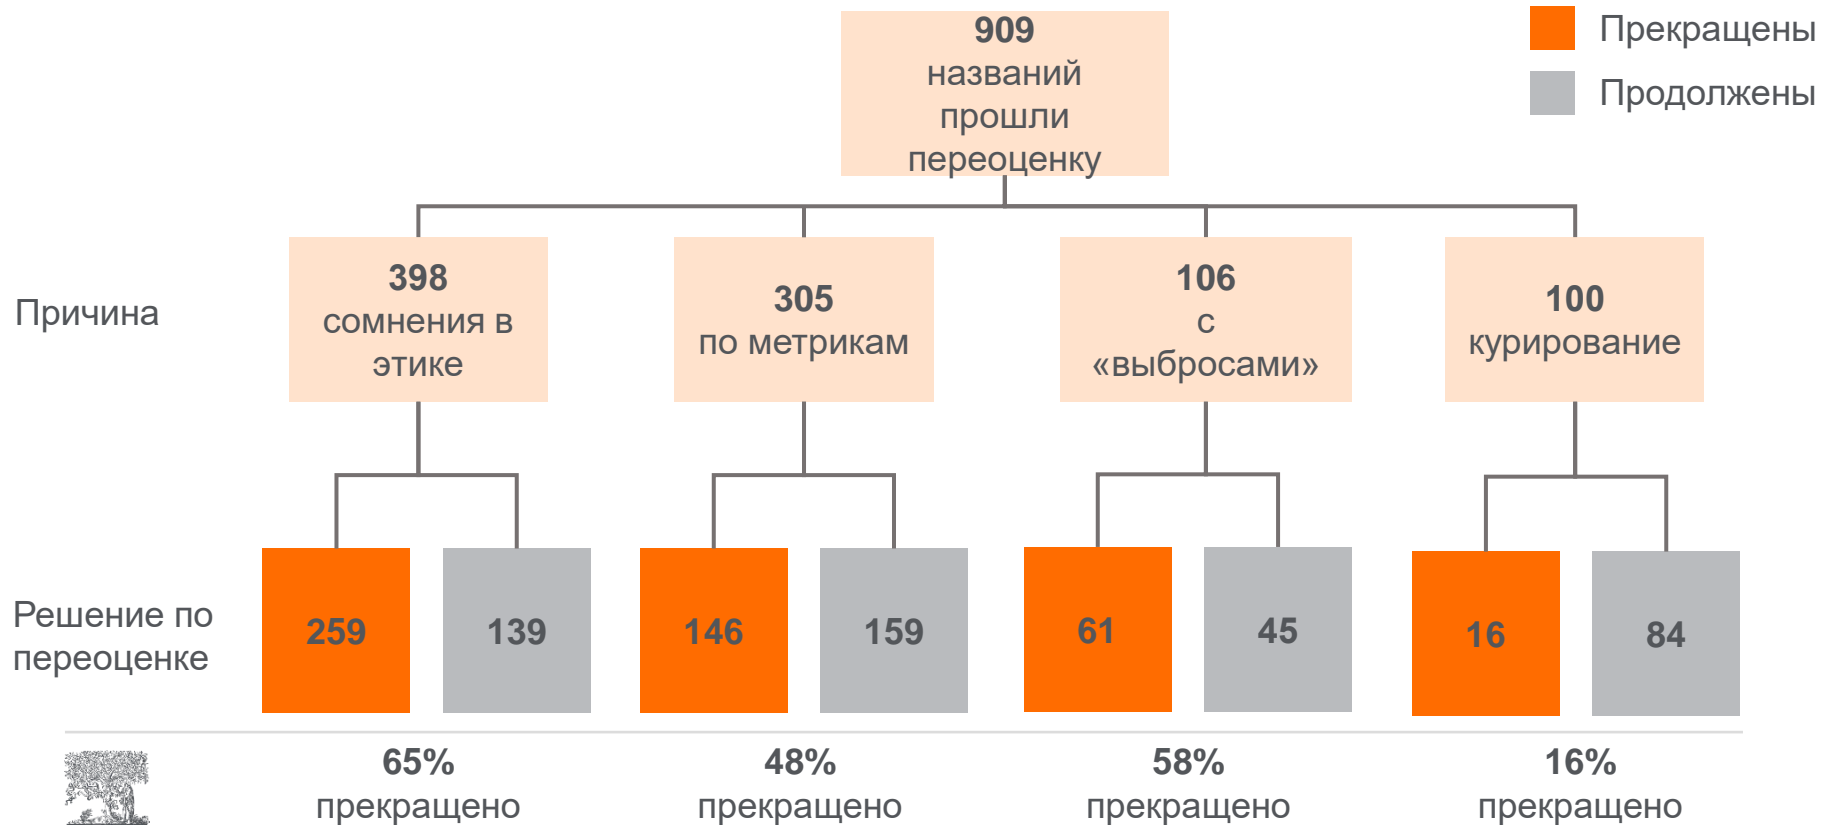 909
названий
прошли
переоценку
Прекращены
Продолжены
Причина
398
сомнения в
этике
305
по метрикам
106
с
«выбросами»
100
курирование
Решение по
переоценке
259
139
146
159
61
45
16
84
65%
прекращено
48%
прекращено
58%
прекращено
16%
прекращено